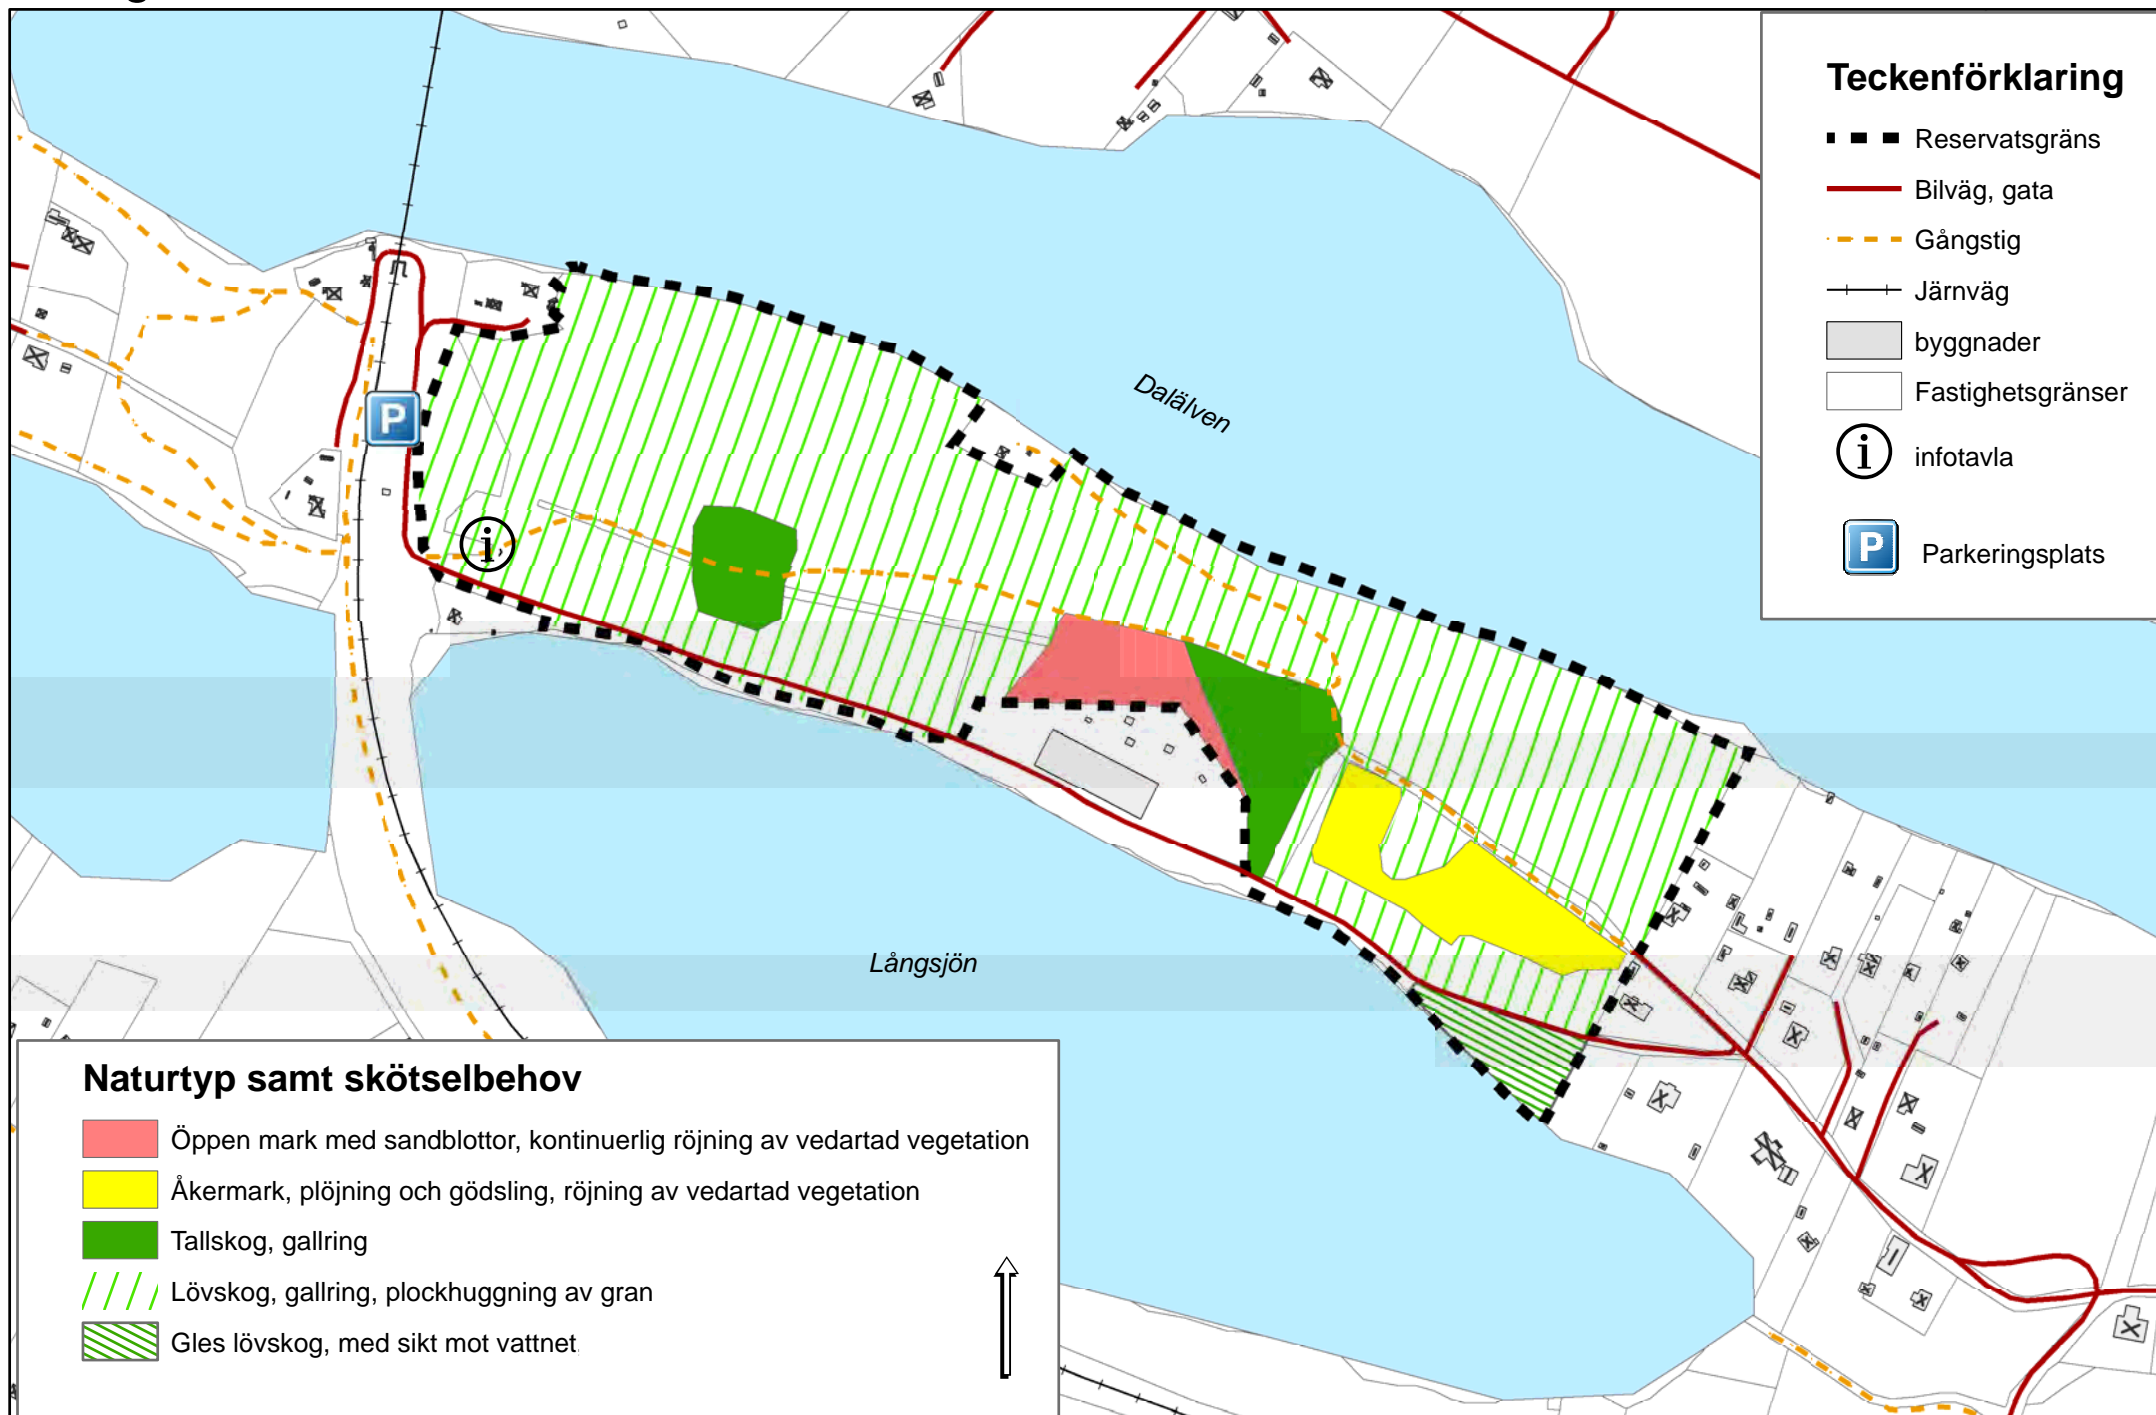 Teckenförklaring
Reservatsgräns
Bilväg, gata
Gångstig
Järnväg
byggnader
Fastighetsgränser
i infotavla
P Parkeringsplats
Dalälven
P
i
Långsjön
Naturtyp samt skötselbehov
Öppen mark med sandblottor, kontinuerlig röjning av vedartad vegetation
Åkermark, plöjning och gödsling, röjning av vedartad vegetation
Tallskog, gallring
Lövskog, gallring, plockhuggning av gran
Gles lövskog, med sikt mot vattnet